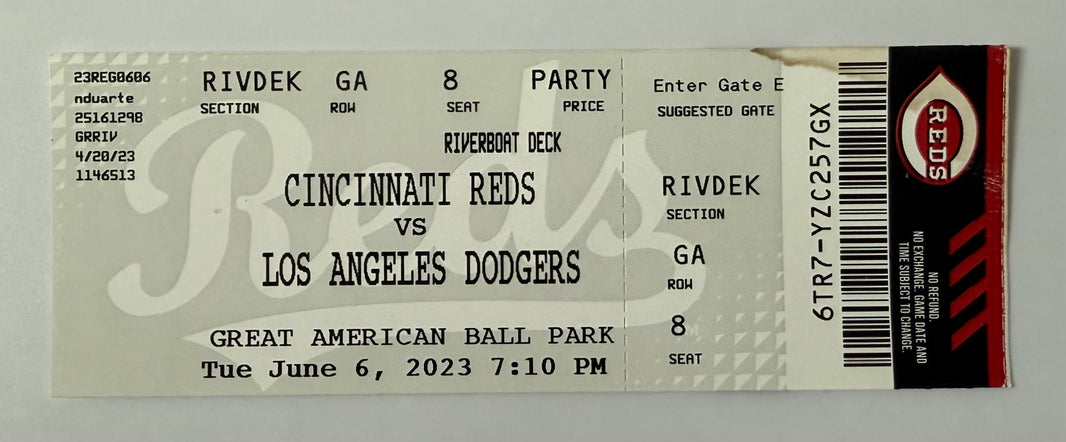 23REG0606
nduarte
25161298
GRRIV
4/20/23
1146513
RIVDEK GA 8 PARTY
SECTION ROW SEAT PRICE
RIVERBOAT DECK
Reds
CINCINNATI REDS
VS
LOS ANGELES DODGERS
GREAT AMERICAN BALL PARK
Tue June 6, 2023 7:10 PM
Enter Gate E
SUGGESTED GATE
RIVDEK
SECTION
GA
ROW
8
SEAT
6TR7-YZC257GX
REDS
NO REFUND.
NO EXCHANGE. GAME DATE AND
TIME SUBJECT TO CHANGE.